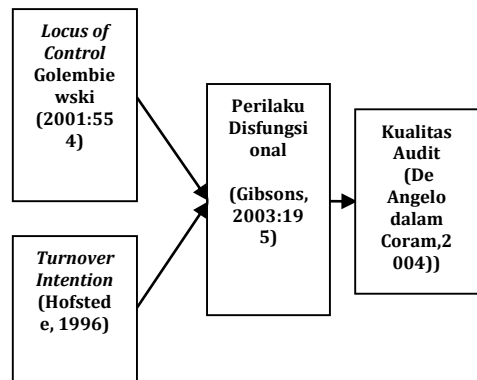 Locus of
Control
Golembie
wski
(2001:55
4)
Turnover
Intention
(Hofsted
e, 1996)
Perilaku
Disfungsi
onal
(Gibsons,
2003:19
5)
Kualitas
Audit
(De
Angelo
dalam
Coram,2
004))